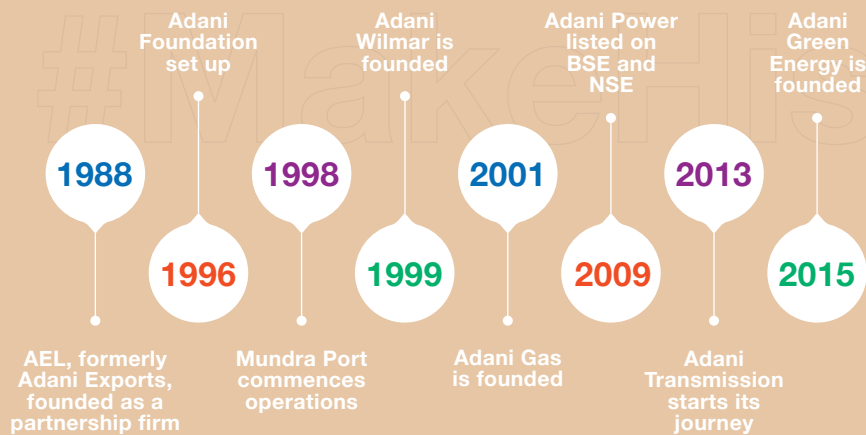 #MakeHis
Adani
Foundation
set up
Adani
Wilmar is
founded
Adani Power
listed on
BSE and
NSE
Adani
Green
Energy is
founded
1988
1998
2001
2013
1996
1999
2009
2015
AEL, formerly
Adani Exports,
founded as a
partnership firm
Mundra Port
commences
operations
Adani Gas
is founded
Adani
Transmission
starts its
journey